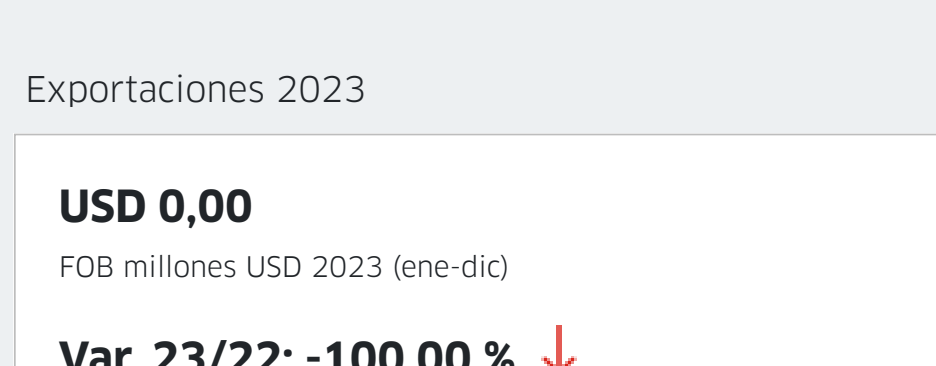 Exportaciones 2023
USD 0,00
FOB millones USD 2023 (ene-dic)
Var. 23/22: -100,00 %